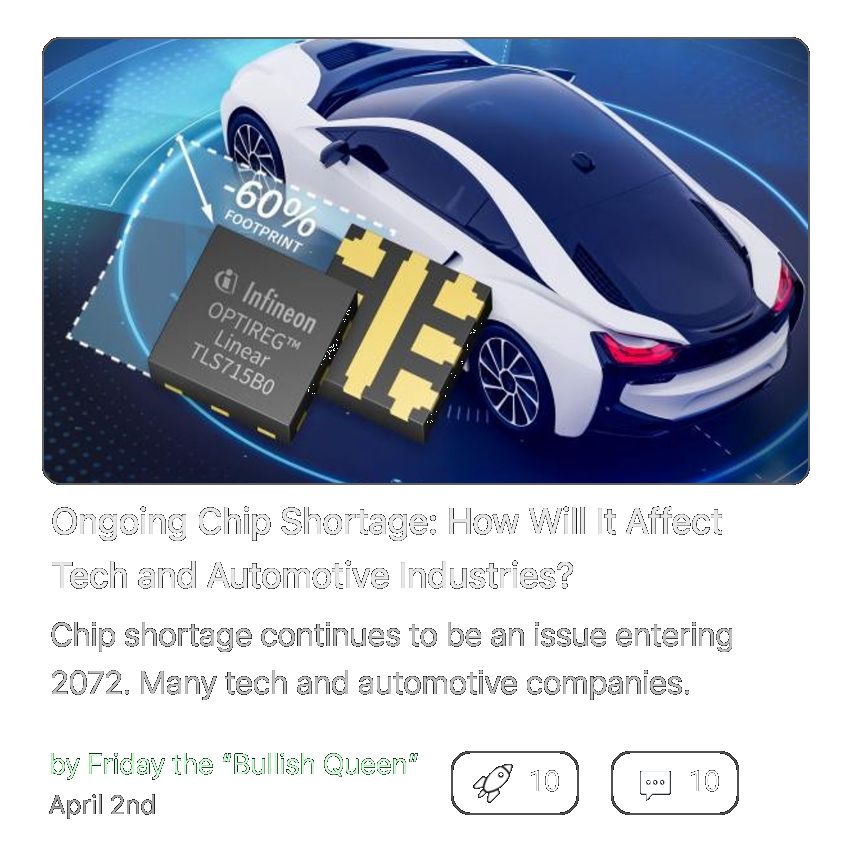 -60%
FOOTPRINT
Infineon
OPTIREG™
Linear
TLS715B0
Ongoing Chip Shortage: How Will It Affect
Tech and Automotive Industries?
Chip shortage continues to be an issue entering
2072. Many tech and automotive companies.
by Friday the “Bullish Queen”
10
10
April 2nd